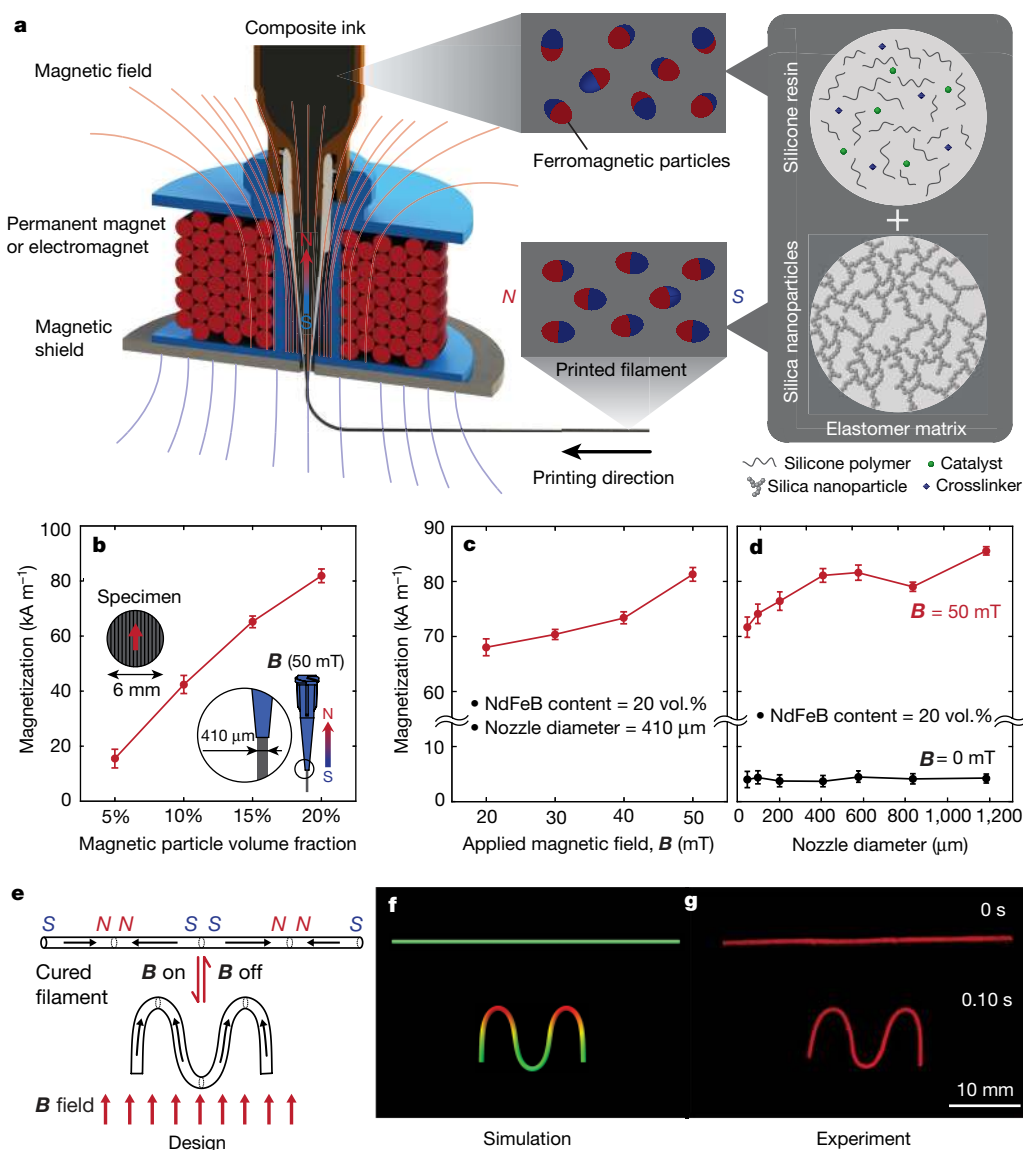 a
Composite ink
Magnetic field
Permanent magnet
or electromagnet
Magnetic
shield
N
S
Ferromagnetic particles
N
S
Printed filament
Printing direction
Silicone resin
+
Silica nanoparticles
Elastomer matrix
Silicone polymer
Catalyst
Silica nanoparticle
Crosslinker
b
Magnetization (kA m⁻¹)
100
80
60
40
20
0
Specimen
6 mm
B (50 mT)
410 μm
N
S
5%
10%
15%
20%
Magnetic particle volume fraction
c
Magnetization (kA m⁻¹)
90
80
70
60
5
0
• NdFeB content = 20 vol.%
• Nozzle diameter = 410 μm
20
30
40
50
Applied magnetic field, B (mT)
d
B = 50 mT
• NdFeB content = 20 vol.%
B = 0 mT
0
200
400
600
800
1,000
1,200
Nozzle diameter (μm)
e
S N N S S N N S
Cured
filament
B on
B off
B field
Design
f
Simulation
g
0 s
0.10 s
10 mm
Experiment